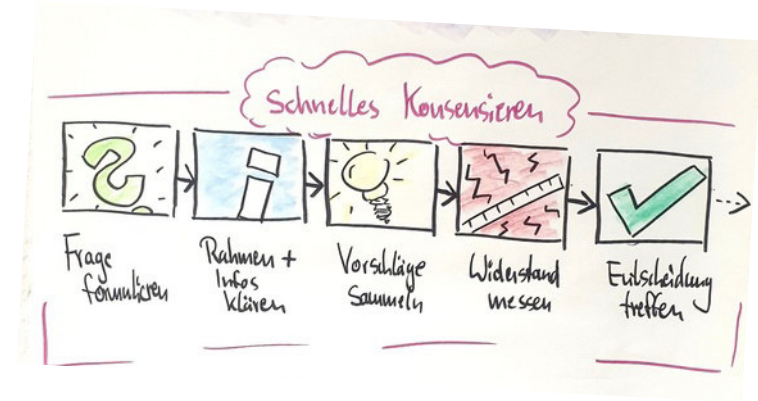 Schnelles Konsensieren
Frage
formulieren
Rahmen +
Infos
klären
Vorschläge
Sammeln
Widerstand
messen
Entscheidung
treffen